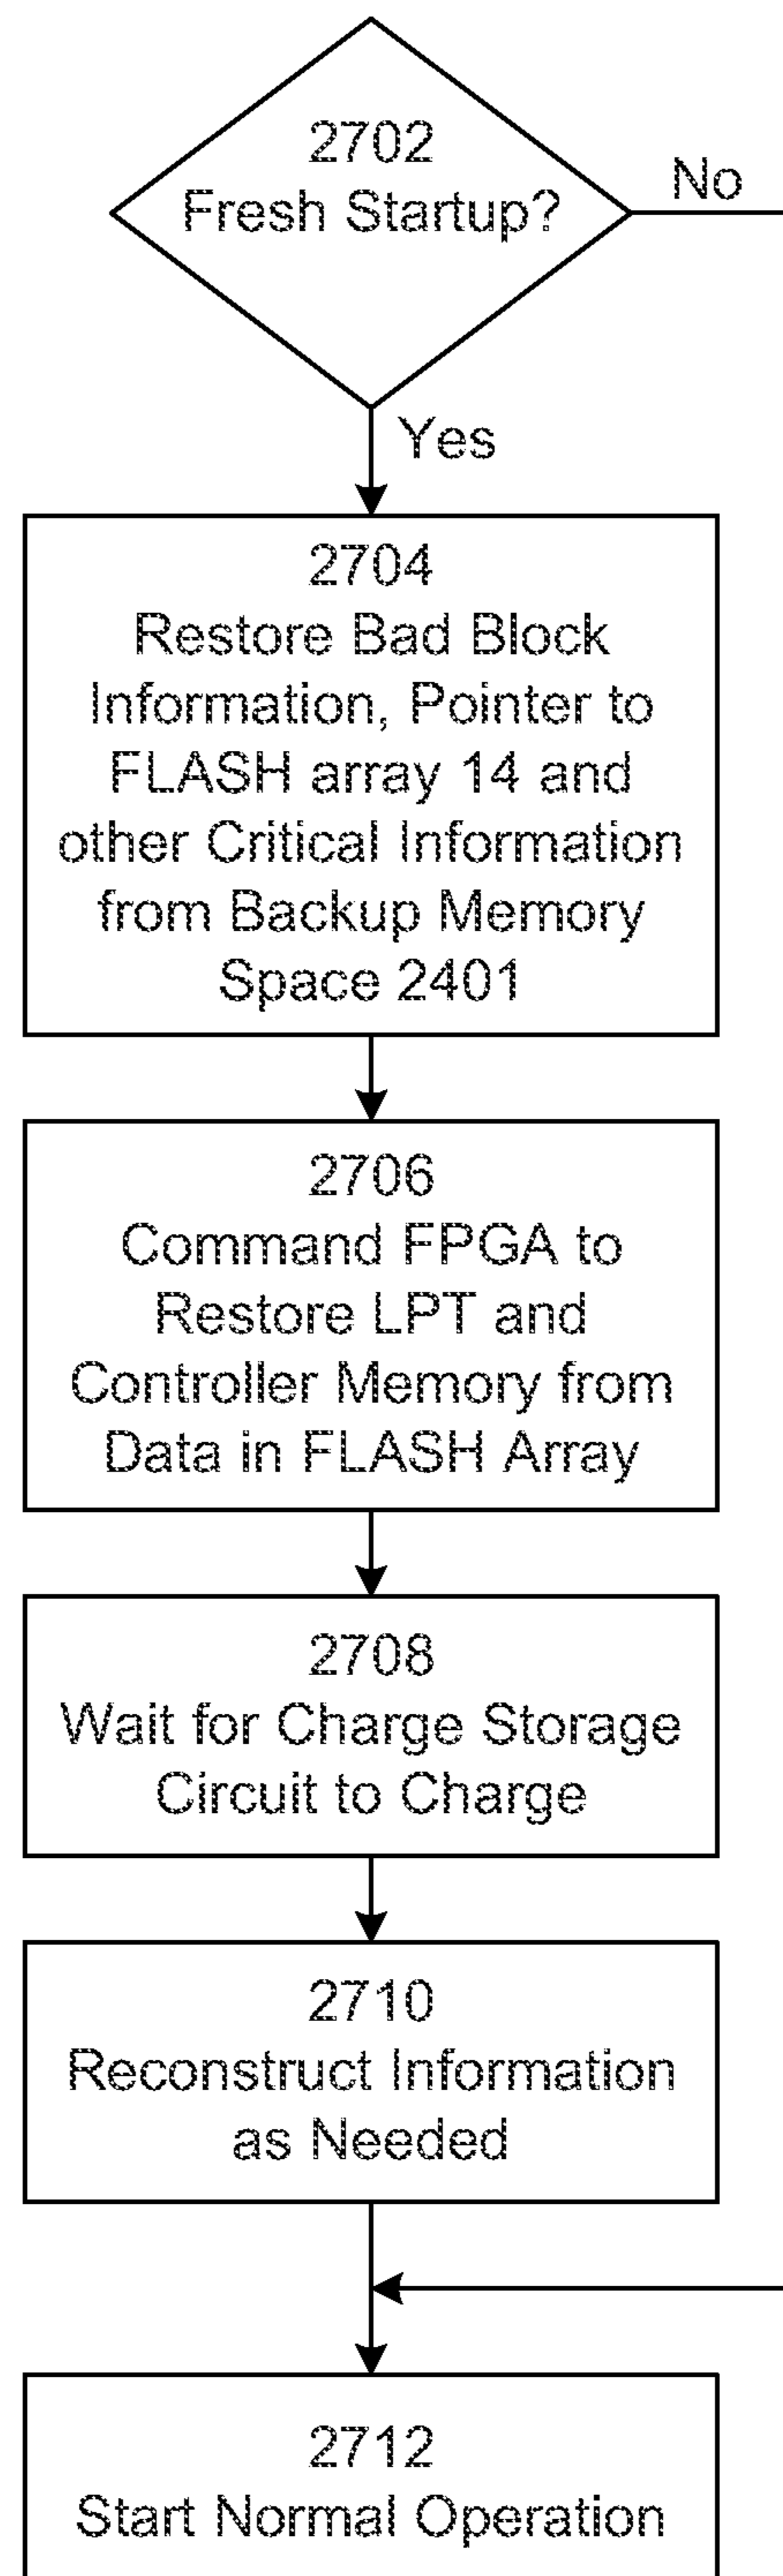 2702
Fresh Startup?
No
Yes
2704
Restore Bad Block
Information, Pointer to
FLASH array 14 and
other Critical Information
from Backup Memory
Space 2401
2706
Command FPGA to
Restore LPT and
Controller Memory from
Data in FLASH Array
2708
Wait for Charge Storage
Circuit to Charge
2710
Reconstruct Information
as Needed
2712
Start Normal Operation